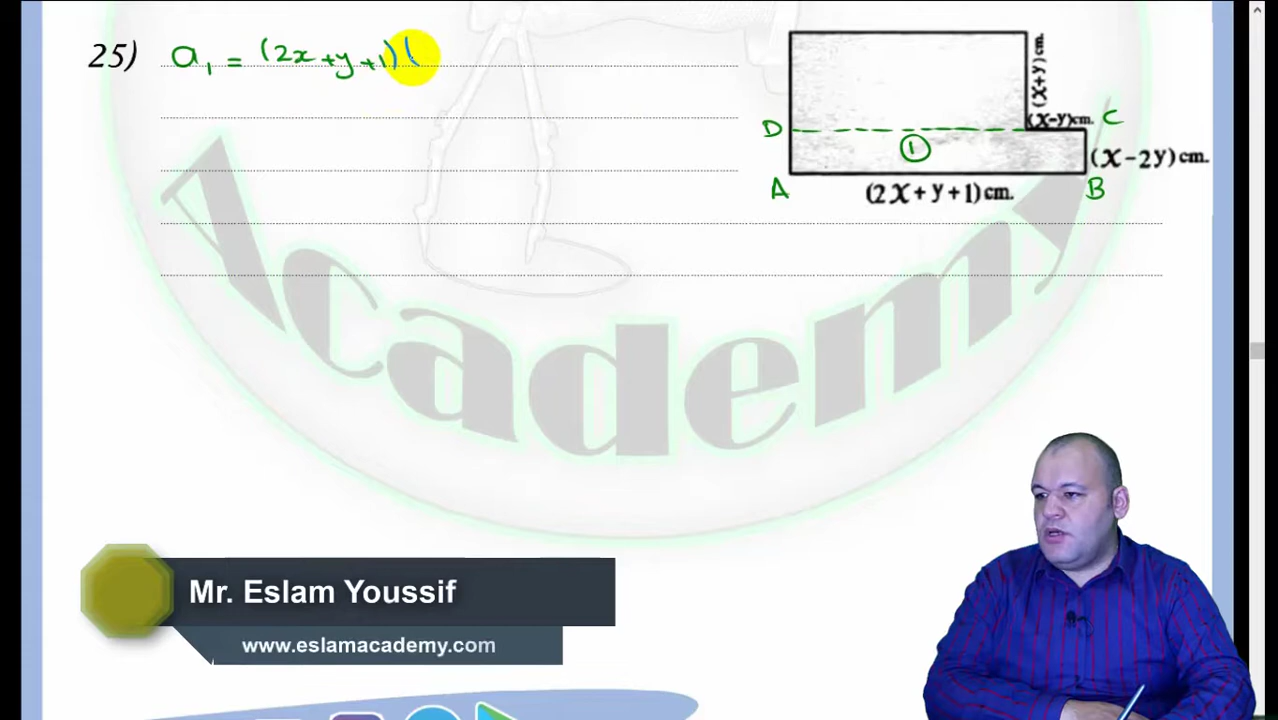 25) a₁ = (2x+y+1)(
(X+y)cm.
(X-y)cm.
D
C
①
(X-2y)cm.
A
(2X+y+1)cm.
B
Academy
Mr. Eslam Youssif
www.eslamacademy.com